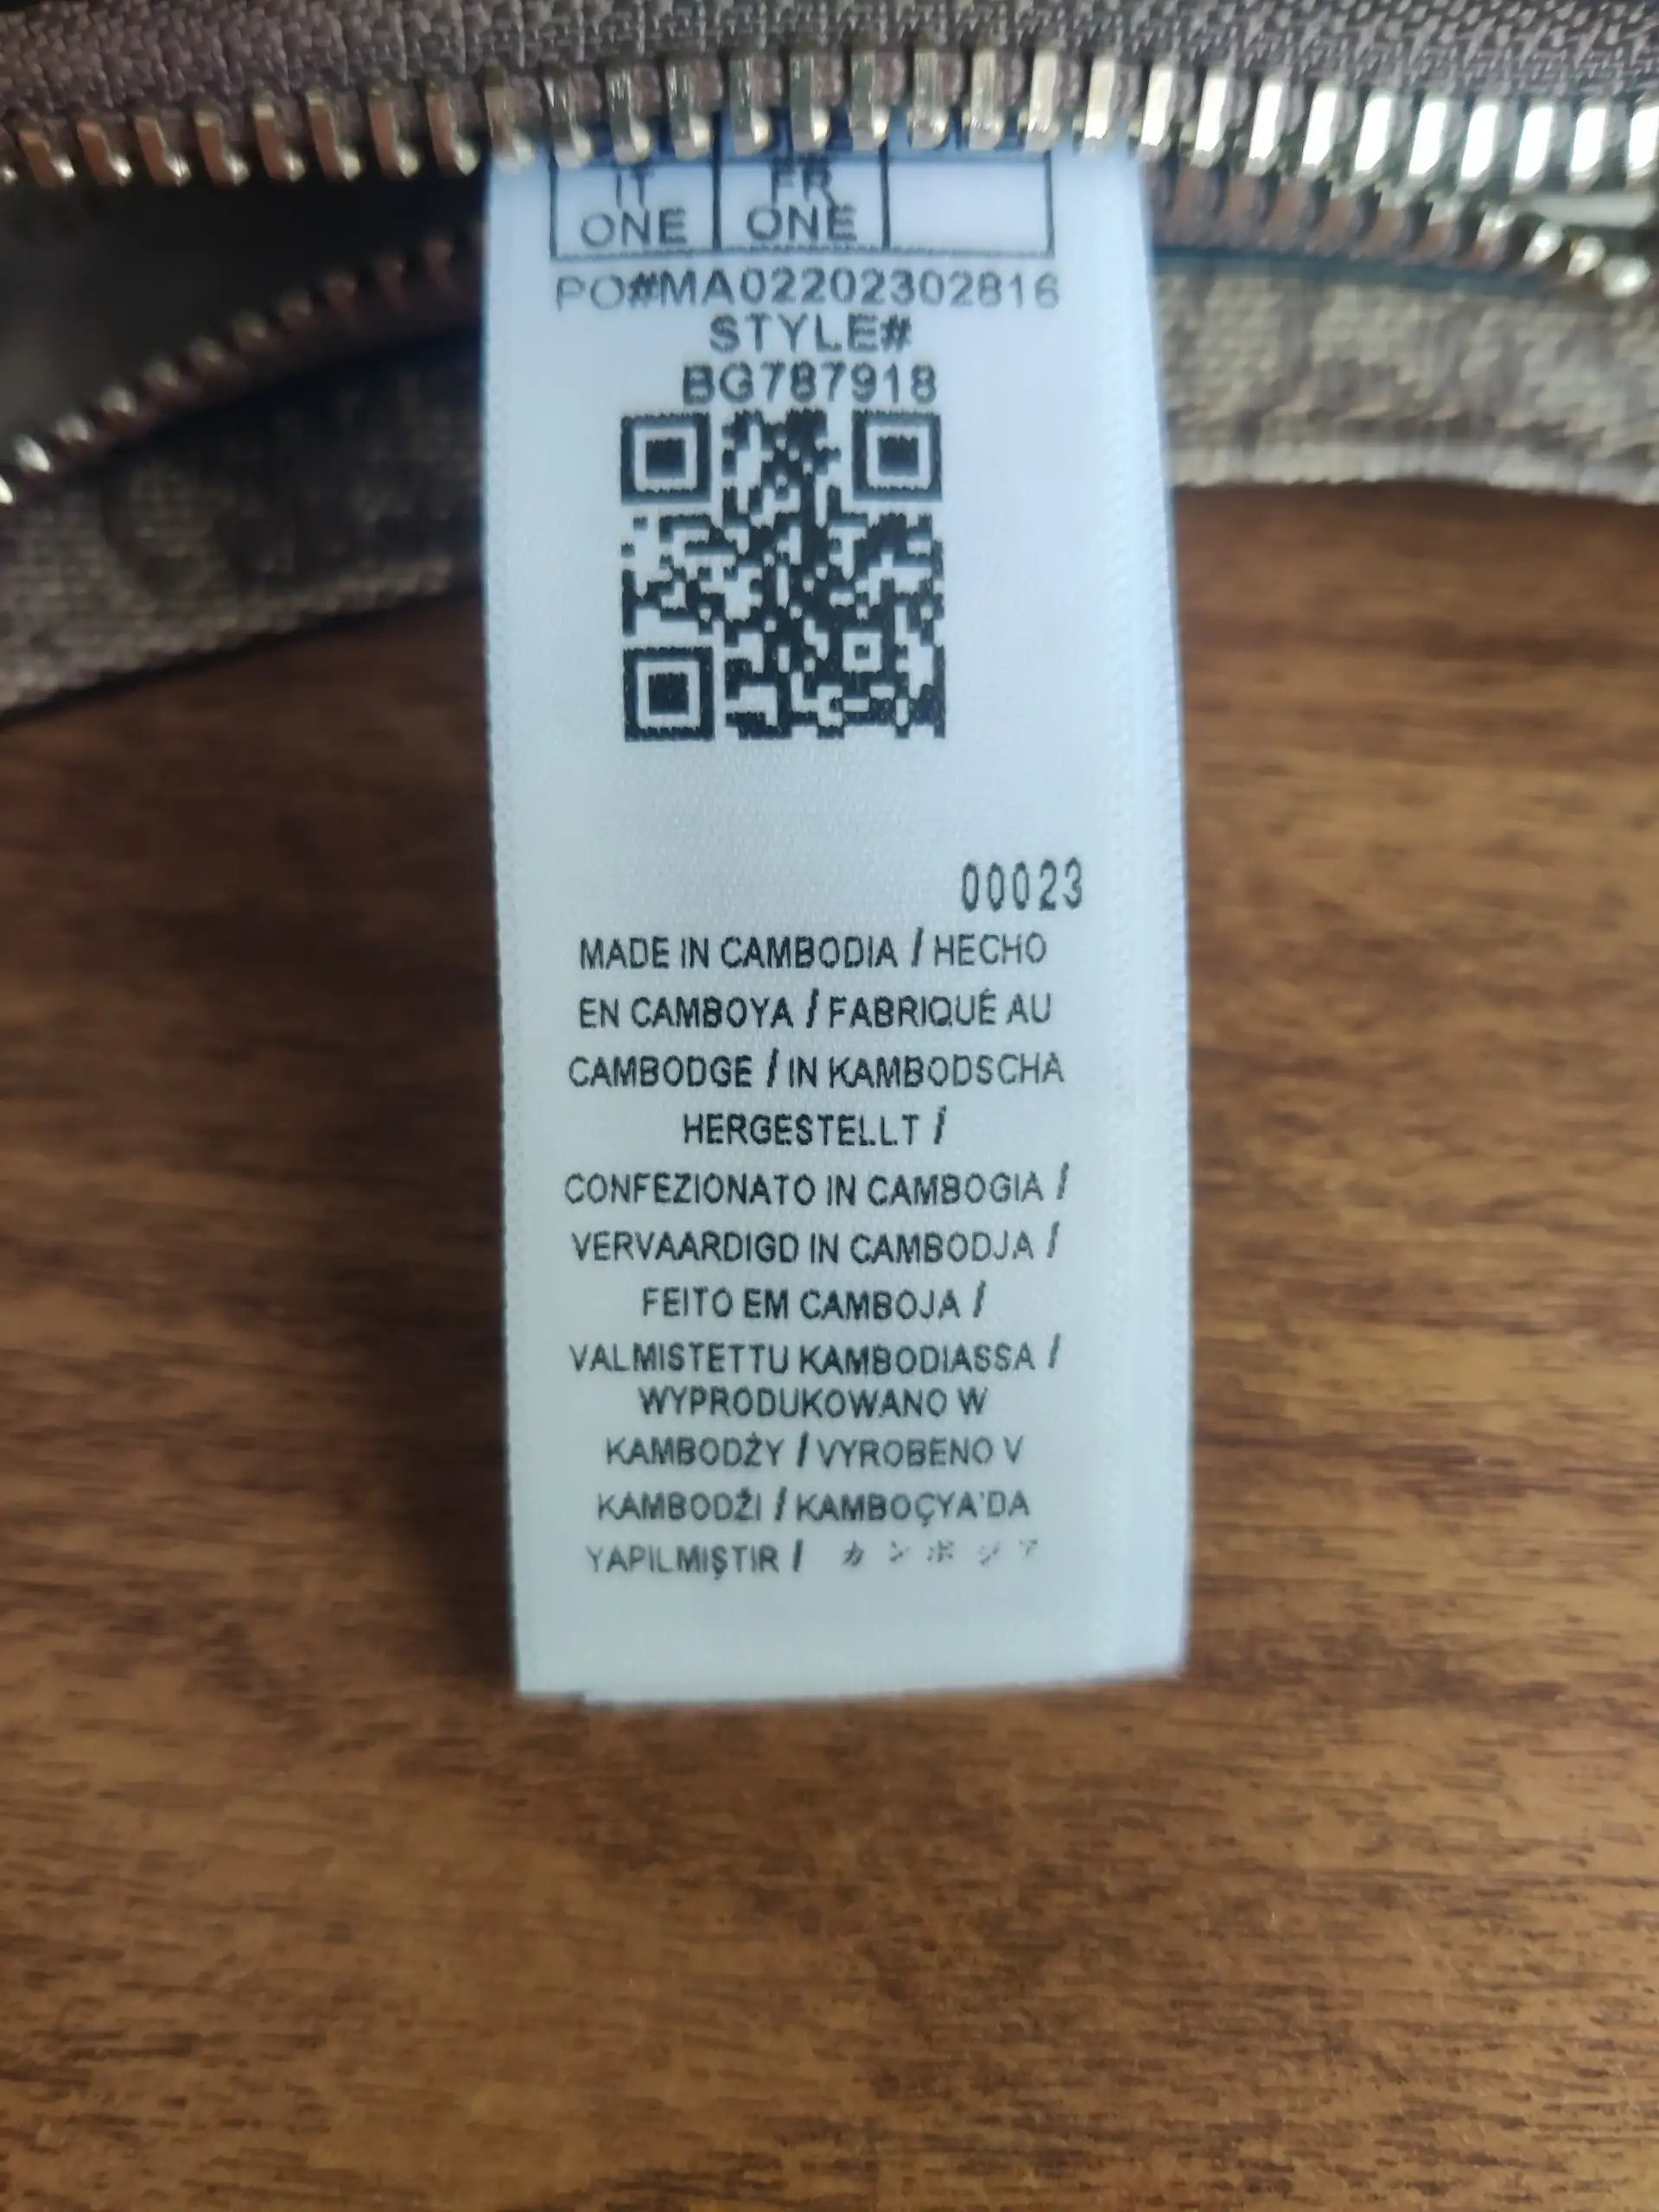 IT FR
ONE ONE
PO#MA02202302816
STYLE#
BG787918
00023
MADE IN CAMBODIA / HECHO
EN CAMBOYA / FABRIQUÉ AU
CAMBODGE / IN KAMBODSCHA
HERGESTELLT /
CONFEZIONATO IN CAMBOGIA /
VERVAARDIGD IN CAMBODJA /
FEITO EM CAMBOJA /
VALMISTETTU KAMBODIASSA /
WYPRODUKOWANO W
KAMBODŻY / VYROBENO V
KAMBODŽI / KAMBOÇYA'DA
YAPILMIŞTIR / カンボジア